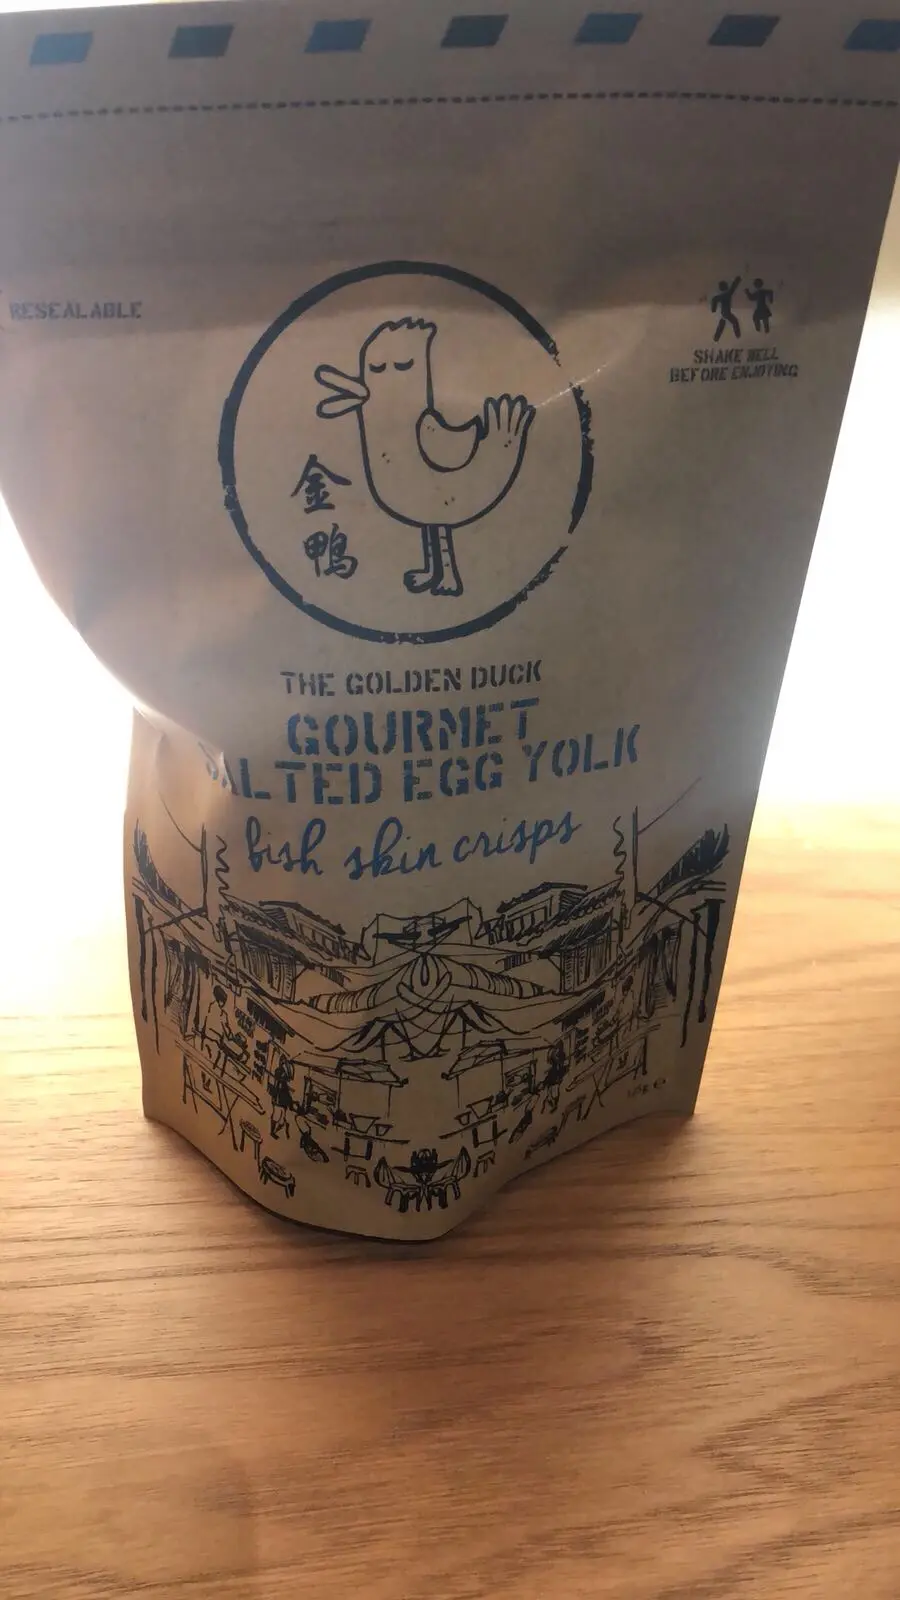 RESEALABLE
SHAKE WELL
BEFORE ENJOYING
金
鴨
THE GOLDEN DUCK
GOURMET
SALTED EGG YOLK
fish skin crisps